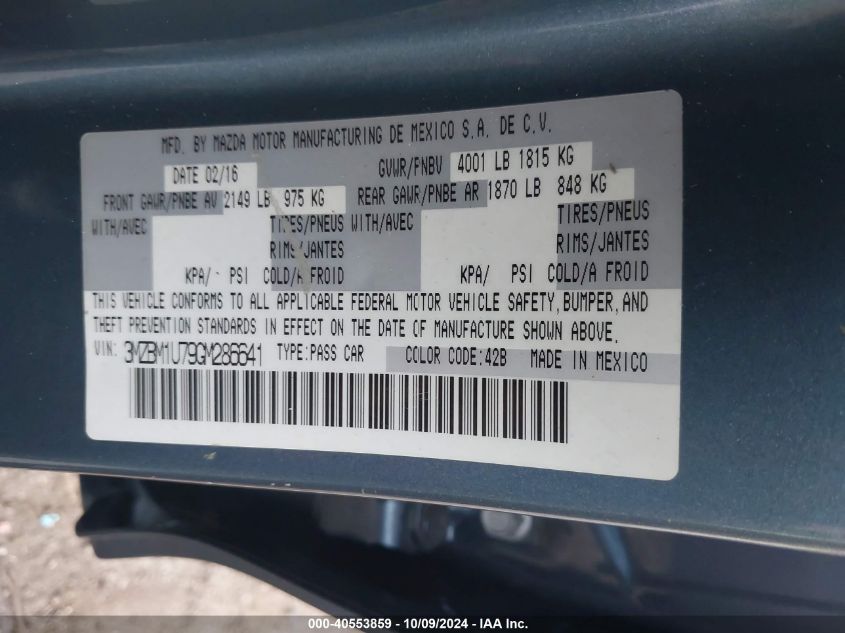 MFD. BY MAZDA MOTOR MANUFACTURING DE MEXICO S.A. DE C.V.
DATE 02/16 GVWR/PNBV 4001 LB 1815 KG
FRONT GAWR/PNBE AV 2149 LB 975 KG REAR GAWR/PNBE AR 1870 LB 848 KG
WITH/AVEC TIRES/PNEUS WITH/AVEC TIRES/PNEUS
RIMS/JANTES RIMS/JANTES
KPA/ PSI COLD/A FROID KPA/ PSI COLD/A FROID
THIS VEHICLE CONFORMS TO ALL APPLICABLE FEDERAL MOTOR VEHICLE SAFETY, BUMPER, AND
THEFT PREVENTION STANDARDS IN EFFECT ON THE DATE OF MANUFACTURE SHOWN ABOVE.
VIN: 3MZBM1U79GM286641 TYPE:PASS CAR COLOR CODE:42B MADE IN MEXICO
000-40553859 - 10/09/2024 - IAA Inc.